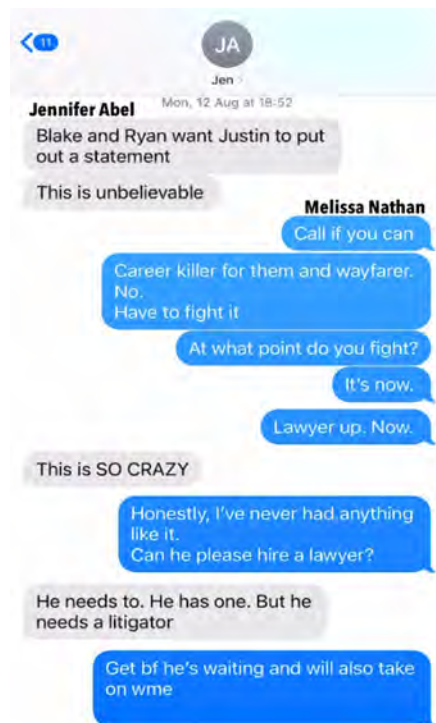 11
JA
Jen
Jennifer Abel
Mon, 12 Aug at 18:52
Blake and Ryan want Justin to put
out a statement
This is unbelievable
Melissa Nathan
Call if you can
Career killer for them and wayfarer.
No.
Have to fight it
At what point do you fight?
It's now.
Lawyer up. Now.
This is SO CRAZY
Honestly, I've never had anything
like it.
Can he please hire a lawyer?
He needs to. He has one. But he
needs a litigator
Get bf he's waiting and will also take
on wme